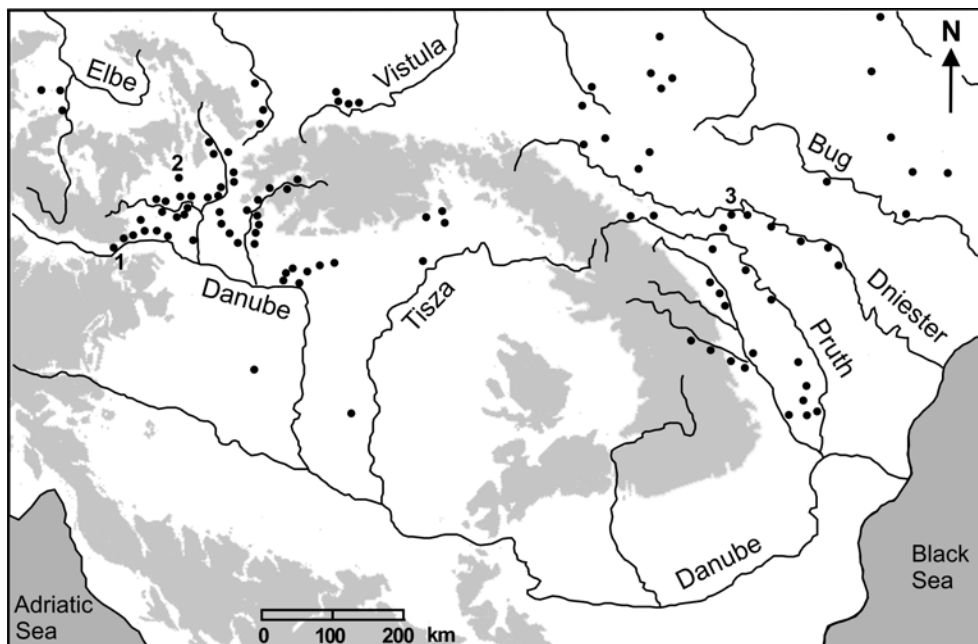 N
Elbe
Vistula
Bug
2
3
1
Danube
Tisza
Dniester
Pruth
Danube
Black
Sea
Adriatic
Sea
0 100 200 km